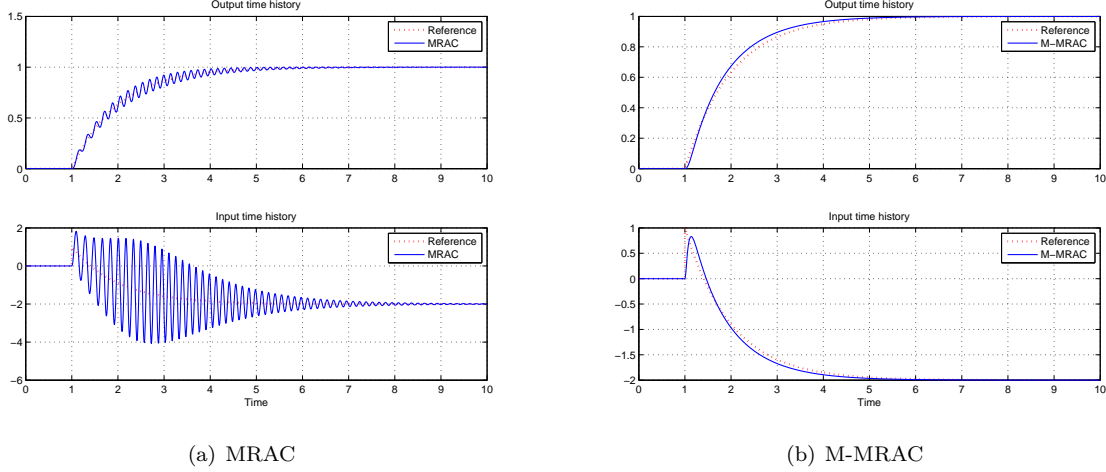 Output time history
1.5
1
0.5
0
Reference
MRAC
0 1 2 3 4 5 6 7 8 9 10
Input time history
2
0
−2
−4
−6
Reference
MRAC
0 1 2 3 4 5 6 7 8 9 10
Time
(a) MRAC
Output time history
1
0.8
0.6
0.4
0.2
0
Reference
M−MRAC
0 1 2 3 4 5 6 7 8 9 10
Input time history
1
0.5
0
−0.5
−1
−1.5
−2
Reference
M−MRAC
0 1 2 3 4 5 6 7 8 9 10
Time
(b) M-MRAC